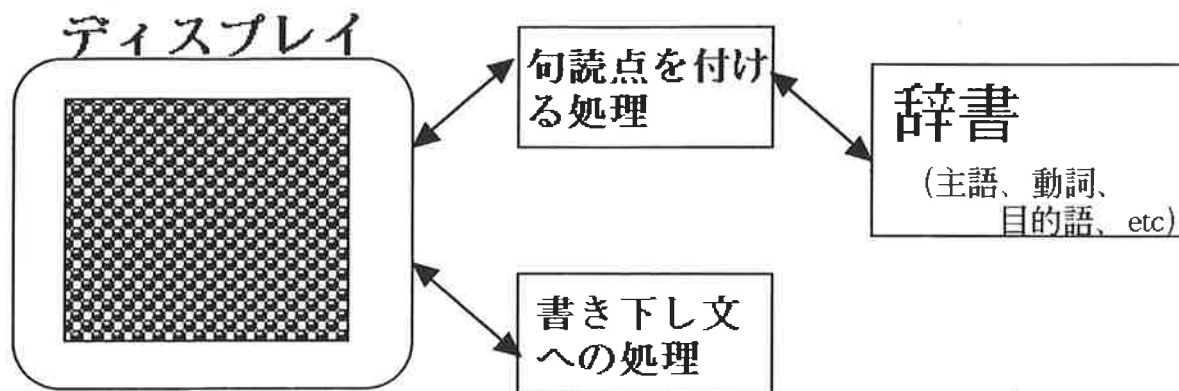 ディスプレイ
句読点を付け
る処理
辞書
(主語、動詞、
目的語、etc)
書き下し文
への処理